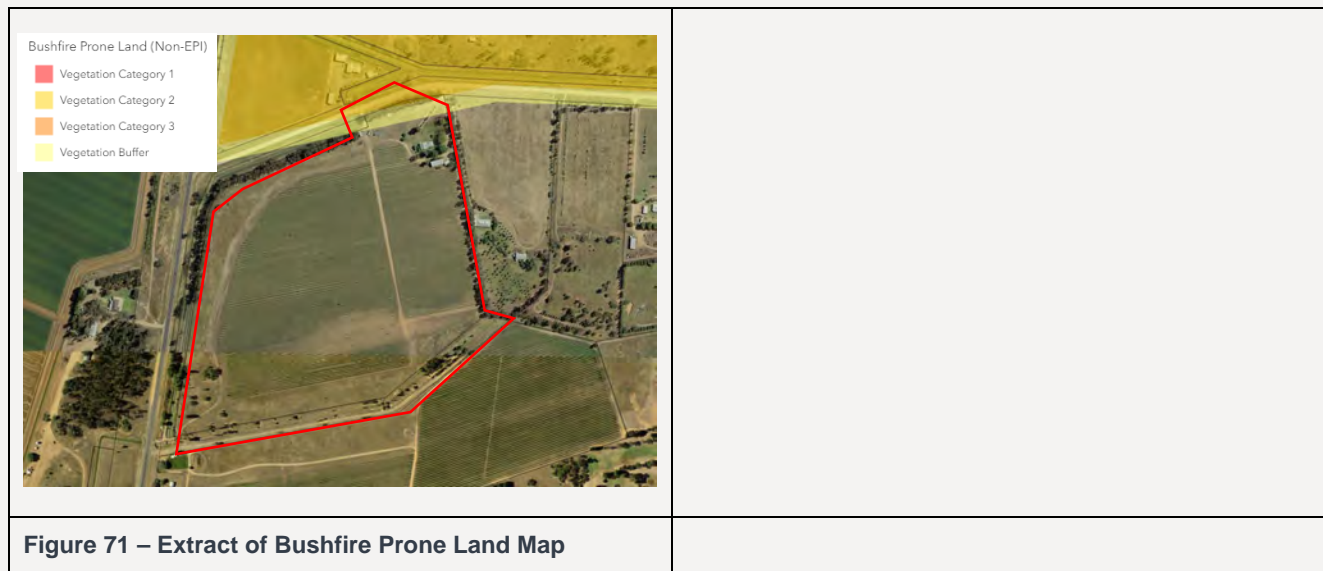 Bushfire Prone Land (Non-EPI)
Vegetation Category 1
Vegetation Category 2
Vegetation Category 3
Vegetation Buffer
Figure 71 – Extract of Bushfire Prone Land Map